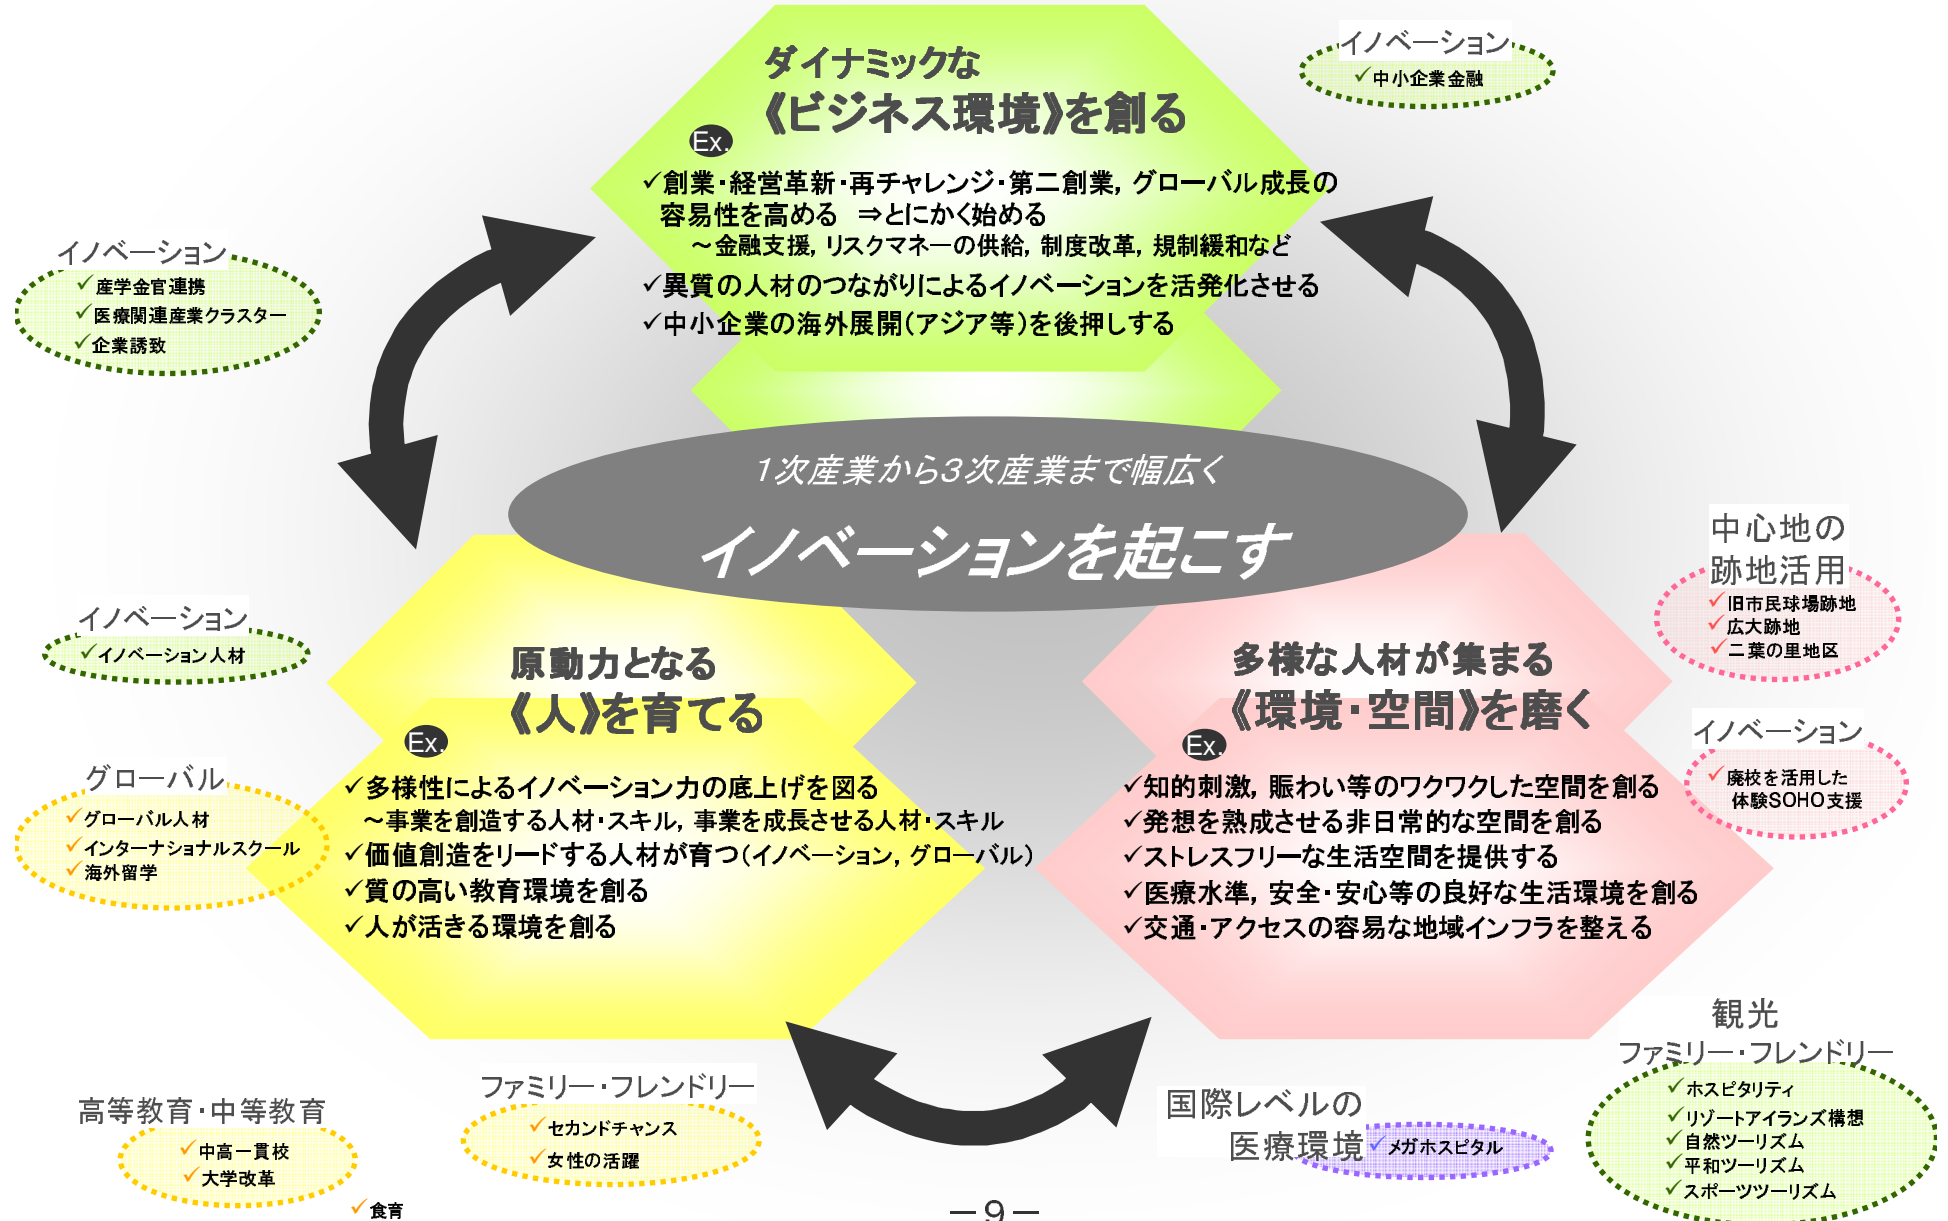 ダイナミックな
《ビジネス環境》を創る
Ex.
✓創業・経営革新・再チャレンジ・第二創業，グローバル成長の
容易性を高める　⇒とにかく始める
～金融支援，リスクマネーの供給，制度改革，規制緩和など
✓異質の人材のつながりによるイノベーションを活発化させる
✓中小企業の海外展開（アジア等）を後押しする
イノベーション
✓中小企業金融
イノベーション
✓産学金官連携
✓医療関連産業クラスター
✓企業誘致
1次産業から3次産業まで幅広く
イノベーションを起こす
イノベーション
✓イノベーション人材
原動力となる
《人》を育てる
Ex.
✓多様性によるイノベーション力の底上げを図る
～事業を創造する人材・スキル，事業を成長させる人材・スキル
✓価値創造をリードする人材が育つ（イノベーション，グローバル）
✓質の高い教育環境を創る
✓人が活きる環境を創る
グローバル
✓グローバル人材
✓インターナショナルスクール
✓海外留学
多様な人材が集まる
《環境・空間》を磨く
Ex.
✓知的刺激，賑わい等のワクワクした空間を創る
✓発想を熟成させる非日常的な空間を創る
✓ストレスフリーな生活空間を提供する
✓医療水準，安全・安心等の良好な生活環境を創る
✓交通・アクセスの容易な地域インフラを整える
中心地の
跡地活用
✓旧市民球場跡地
✓広大跡地
✓二葉の里地区
イノベーション
✓廃校を活用した
体験SOHO支援
高等教育・中等教育
✓中高一貫校
✓大学改革
✓食育
ファミリー・フレンドリー
✓セカンドチャンス
✓女性の活躍
国際レベルの
医療環境
✓メガホスピタル
観光
ファミリー・フレンドリー
✓ホスピタリティ
✓リゾートアイランズ構想
✓自然ツーリズム
✓平和ツーリズム
✓スポーツツーリズム
－9－